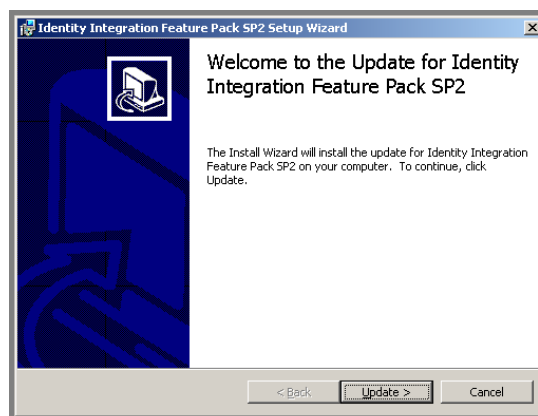 Identity Integration Feature Pack SP2 Setup Wizard
Welcome to the Update for Identity
Integration Feature Pack SP2
The Install Wizard will install the update for Identity Integration
Feature Pack SP2 on your computer. To continue, click
Update.
< Back
Update >
Cancel